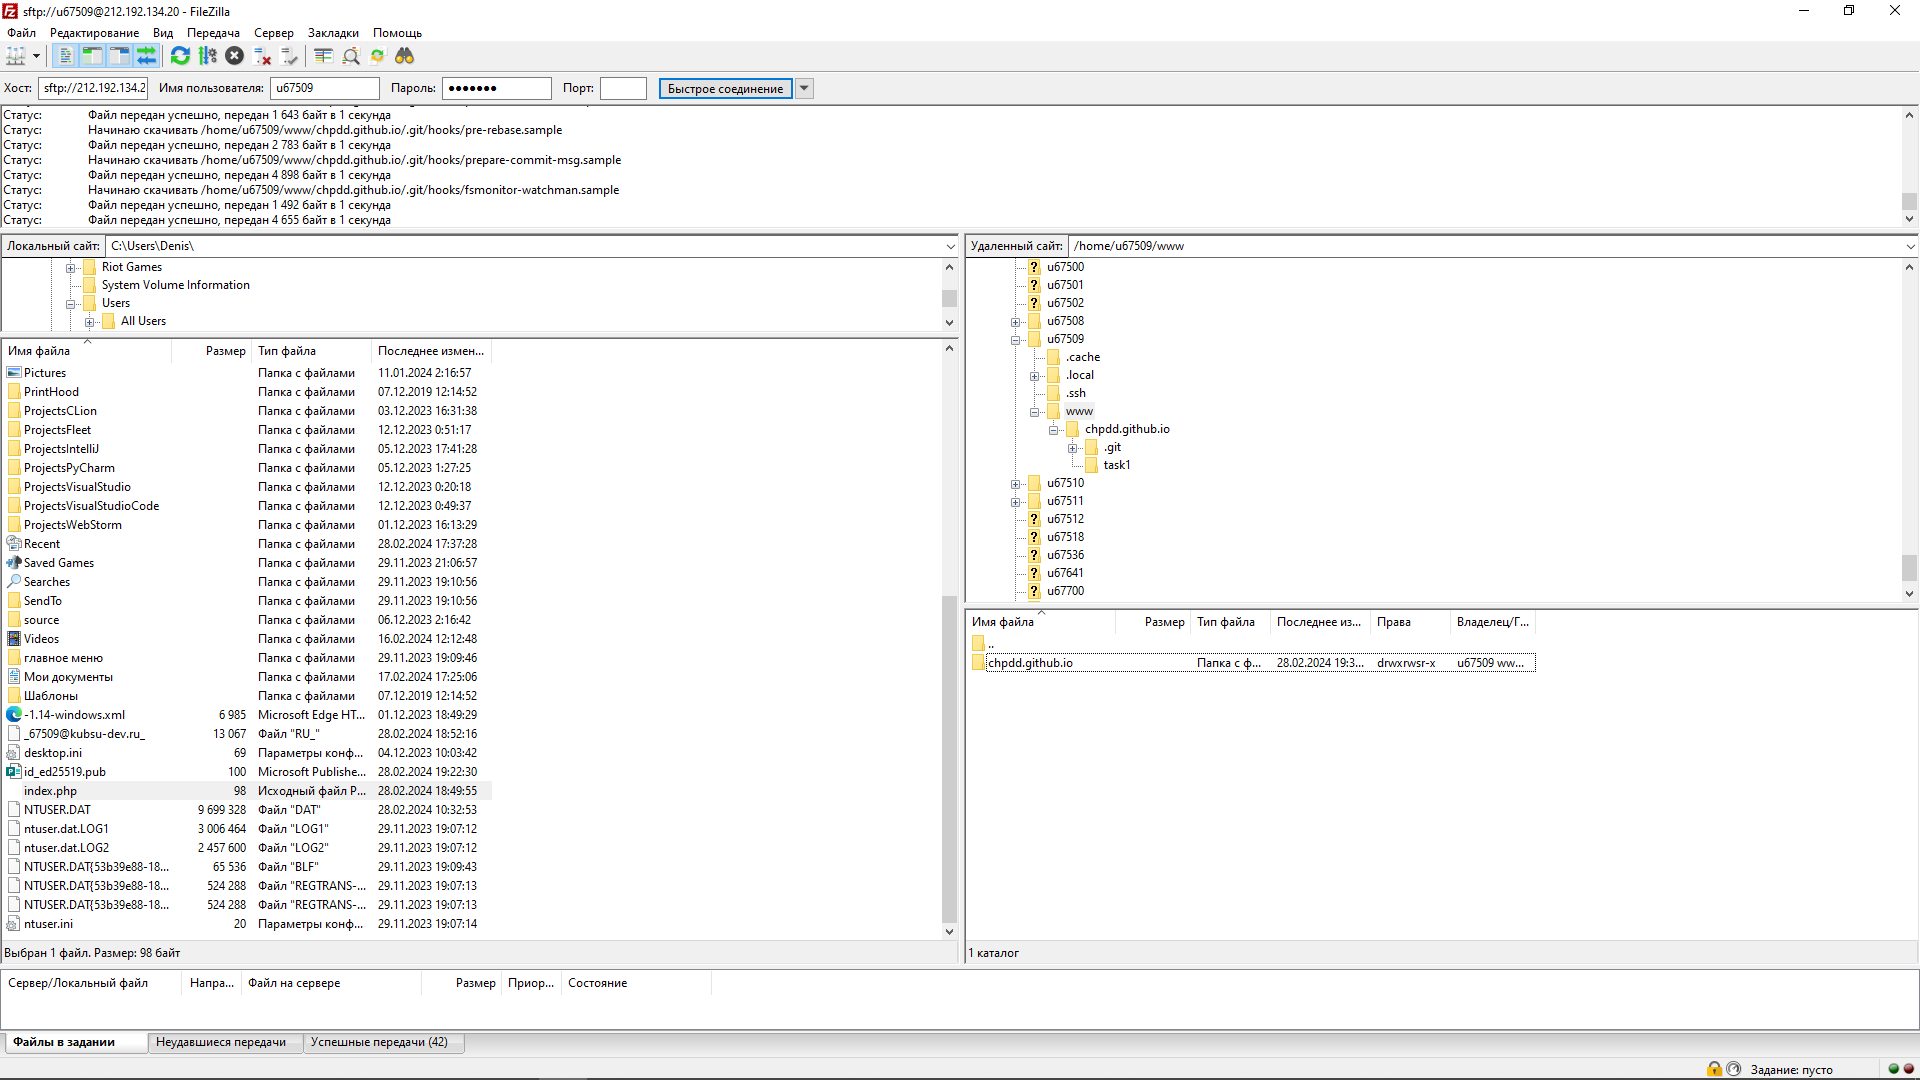 sftp://u67509@212.192.134.20 - FileZilla
Файл Редактирование Вид Передача Сервер Закладки Помощь
Хост: sftp://212.192.134.2 Имя пользователя: u67509 Пароль: ●●●●●●● Порт: Быстрое соединение
Статус: Файл передан успешно, передан 1 643 байт в 1 секунда
Статус: Начинаю скачивать /home/u67509/www/chpdd.github.io/.git/hooks/pre-rebase.sample
Статус: Файл передан успешно, передан 2 783 байт в 1 секунда
Статус: Начинаю скачивать /home/u67509/www/chpdd.github.io/.git/hooks/prepare-commit-msg.sample
Статус: Файл передан успешно, передан 4 898 байт в 1 секунда
Статус: Начинаю скачивать /home/u67509/www/chpdd.github.io/.git/hooks/fsmonitor-watchman.sample
Статус: Файл передан успешно, передан 1 492 байт в 1 секунда
Статус: Файл передан успешно, передан 4 655 байт в 1 секунда
Локальный сайт: C:\Users\Denis\
Riot Games
System Volume Information
Users
All Users
Имя файла Размер Тип файла Последнее измен...
Pictures Папка с файлами 11.01.2024 2:16:57
PrintHood Папка с файлами 07.12.2019 12:14:52
ProjectsCLion Папка с файлами 03.12.2023 16:31:38
ProjectsFleet Папка с файлами 12.12.2023 0:51:17
ProjectsIntelliJ Папка с файлами 05.12.2023 17:41:28
ProjectsPyCharm Папка с файлами 05.12.2023 1:27:25
ProjectsVisualStudio Папка с файлами 12.12.2023 0:20:18
ProjectsVisualStudioCode Папка с файлами 12.12.2023 0:49:37
ProjectsWebStorm Папка с файлами 01.12.2023 16:13:29
Recent Папка с файлами 28.02.2024 17:37:28
Saved Games Папка с файлами 29.11.2023 21:06:57
Searches Папка с файлами 29.11.2023 19:10:56
SendTo Папка с файлами 29.11.2023 19:10:56
source Папка с файлами 06.12.2023 2:16:42
Videos Папка с файлами 16.02.2024 12:12:48
главное меню Папка с файлами 29.11.2023 19:09:46
Мои документы Папка с файлами 17.02.2024 17:25:06
Шаблоны Папка с файлами 07.12.2019 12:14:52
-1.14-windows.xml 6 985 Microsoft Edge HT... 01.12.2023 18:49:29
_67509@kubsu-dev.ru_ 13 067 Файл "RU_" 28.02.2024 18:52:16
desktop.ini 69 Параметры конф... 04.12.2023 10:03:42
id_ed25519.pub 100 Microsoft Publishe... 28.02.2024 19:22:30
index.php 98 Исходный файл P... 28.02.2024 18:49:55
NTUSER.DAT 9 699 328 Файл "DAT" 28.02.2024 10:32:53
ntuser.dat.LOG1 3 006 464 Файл "LOG1" 29.11.2023 19:07:12
ntuser.dat.LOG2 2 457 600 Файл "LOG2" 29.11.2023 19:07:12
NTUSER.DAT{53b39e88-18... 65 536 Файл "BLF" 29.11.2023 19:09:43
NTUSER.DAT{53b39e88-18... 524 288 Файл "REGTRANS-... 29.11.2023 19:07:13
NTUSER.DAT{53b39e88-18... 524 288 Файл "REGTRANS-... 29.11.2023 19:07:13
ntuser.ini 20 Параметры конф... 29.11.2023 19:07:14
Выбран 1 файл. Размер: 98 байт
Удаленный сайт: /home/u67509/www
u67500
u67501
u67502
u67508
u67509
.cache
.local
.ssh
www
chpdd.github.io
.git
task1
u67510
u67511
u67512
u67518
u67536
u67641
u67700
Имя файла Размер Тип файла Последнее из... Права Владелец/Г...
..
chpdd.github.io Папка с ф... 28.02.2024 19:3... drwxrwsr-x u67509 ww...
1 каталог
Сервер/Локальный файл Напра... Файл на сервере Размер Приор... Состояние
Файлы в задании Неудавшиеся передачи Успешные передачи (42)
Задание: пусто